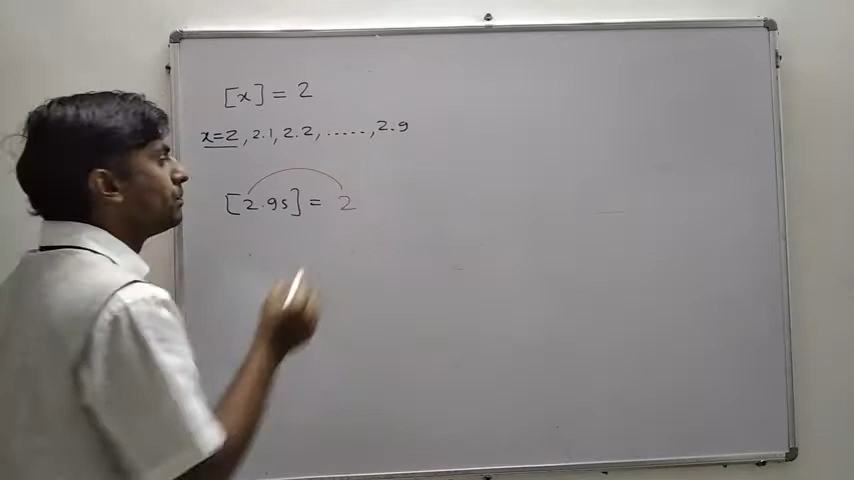 [x] = 2
x=2, 2.1, 2.2, ....., 2.9
[2.95] = 2